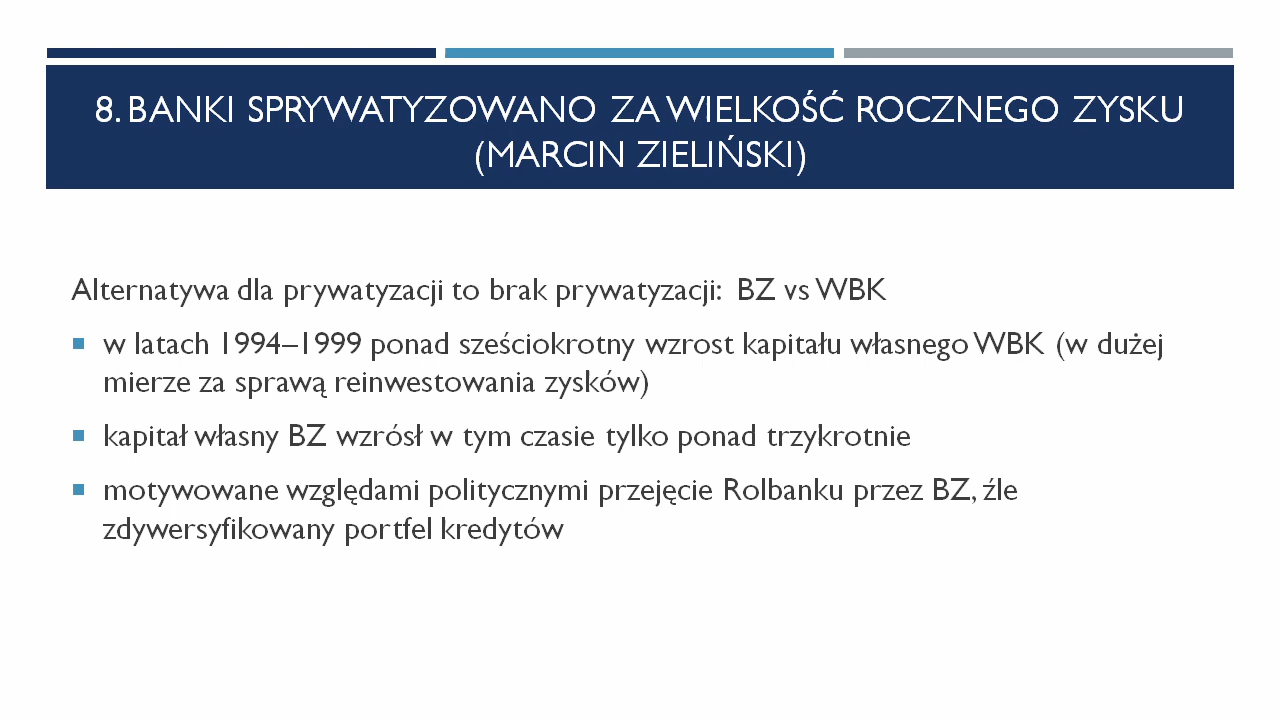 8. BANKI SPRYWATYZOWANO ZA WIELKOŚĆ ROCZNEGO ZYSKU
(MARCIN ZIELIŃSKI)
Alternatywa dla prywatyzacji to brak prywatyzacji: BZ vs WBK
w latach 1994–1999 ponad sześciokrotny wzrost kapitału własnego WBK (w dużej
mierze za sprawą reinwestowania zysków)
kapitał własny BZ wzrósł w tym czasie tylko ponad trzykrotnie
motywowane względami politycznymi przejęcie Rolbanku przez BZ, źle
zdywersyfikowany portfel kredytów